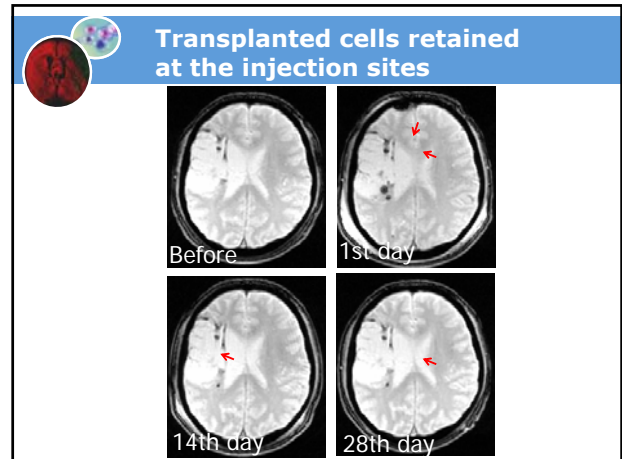 Transplanted cells retained
at the injection sites
Before
1st day
14th day
28th day